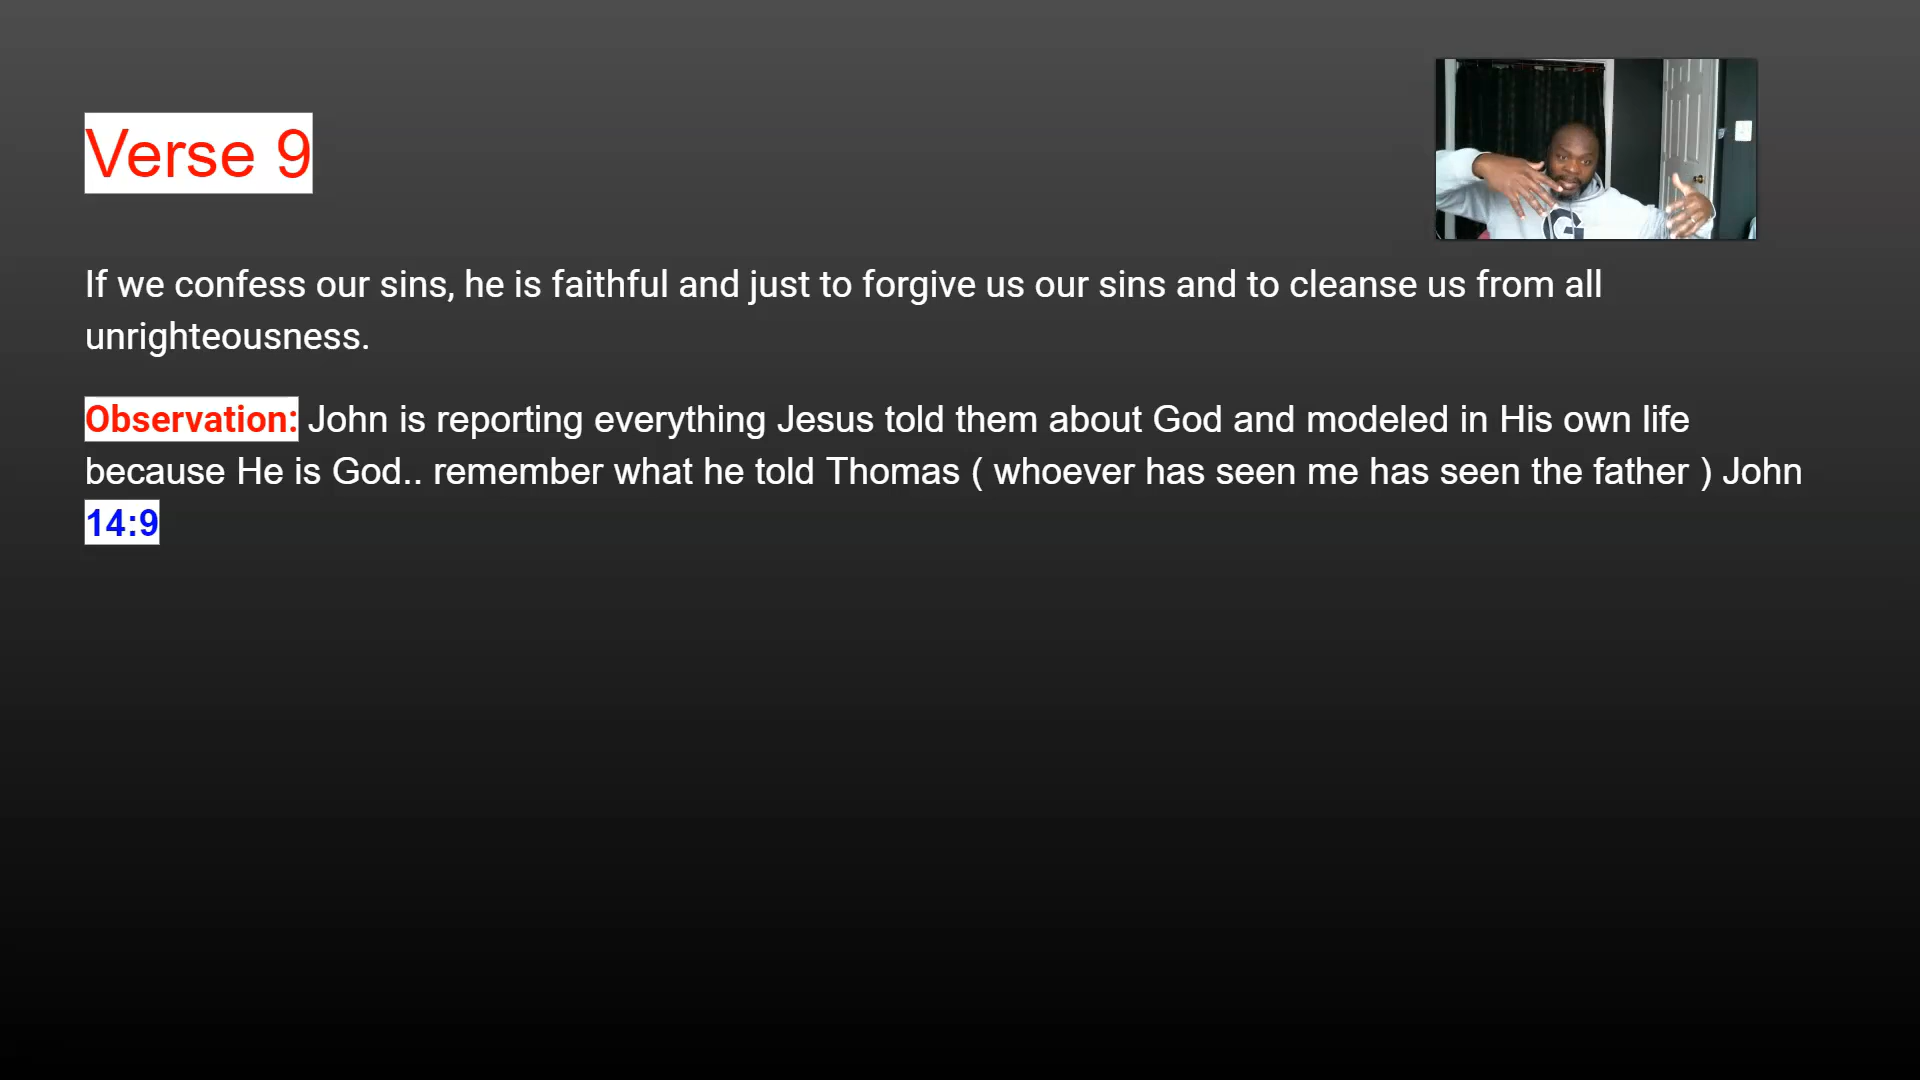 Verse 9
If we confess our sins, he is faithful and just to forgive us our sins and to cleanse us from all
unrighteousness.
Observation: John is reporting everything Jesus told them about God and modeled in His own life
because He is God.. remember what he told Thomas ( whoever has seen me has seen the father ) John
14:9
G